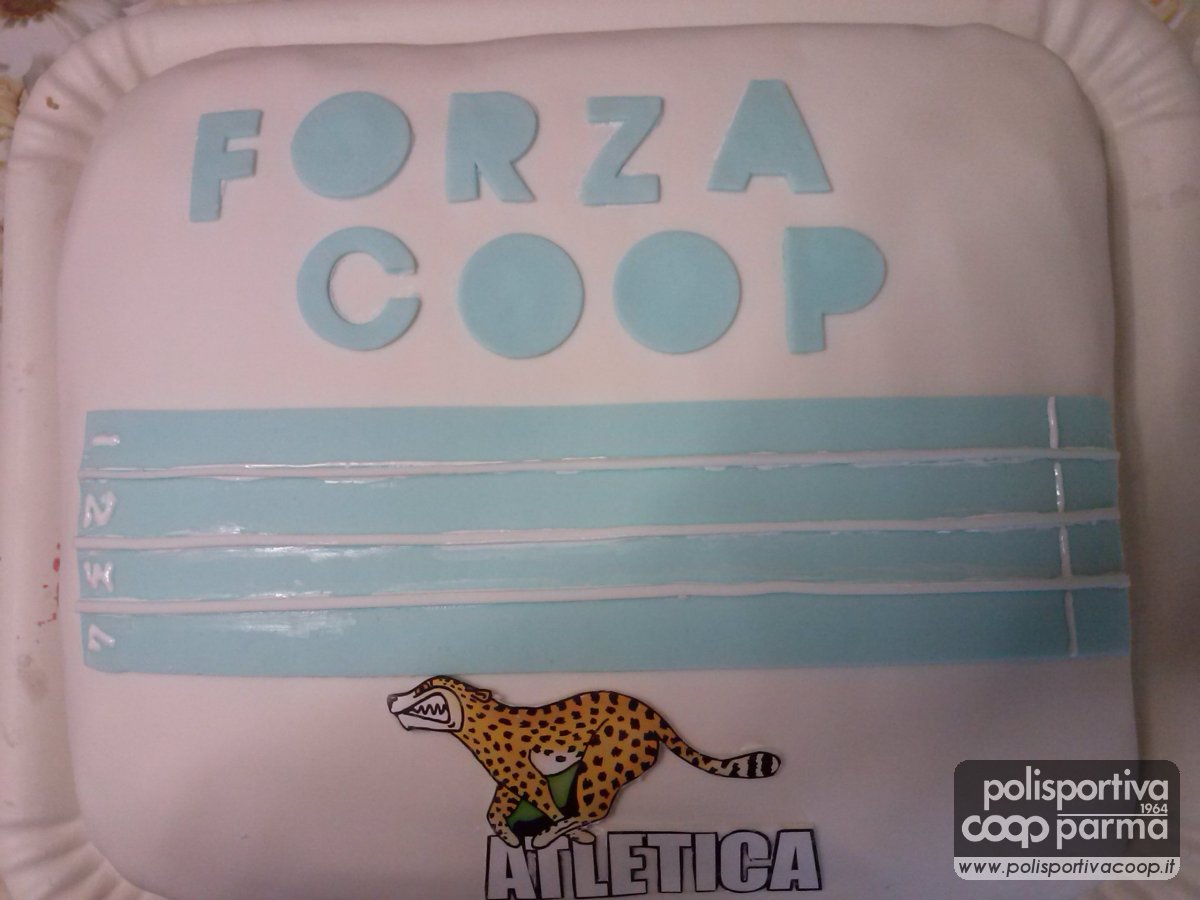 FORZA
COOP
1
2
3
4
ATLETICA
polisportiva
1964
coop parma
www.polisportivacoop.it